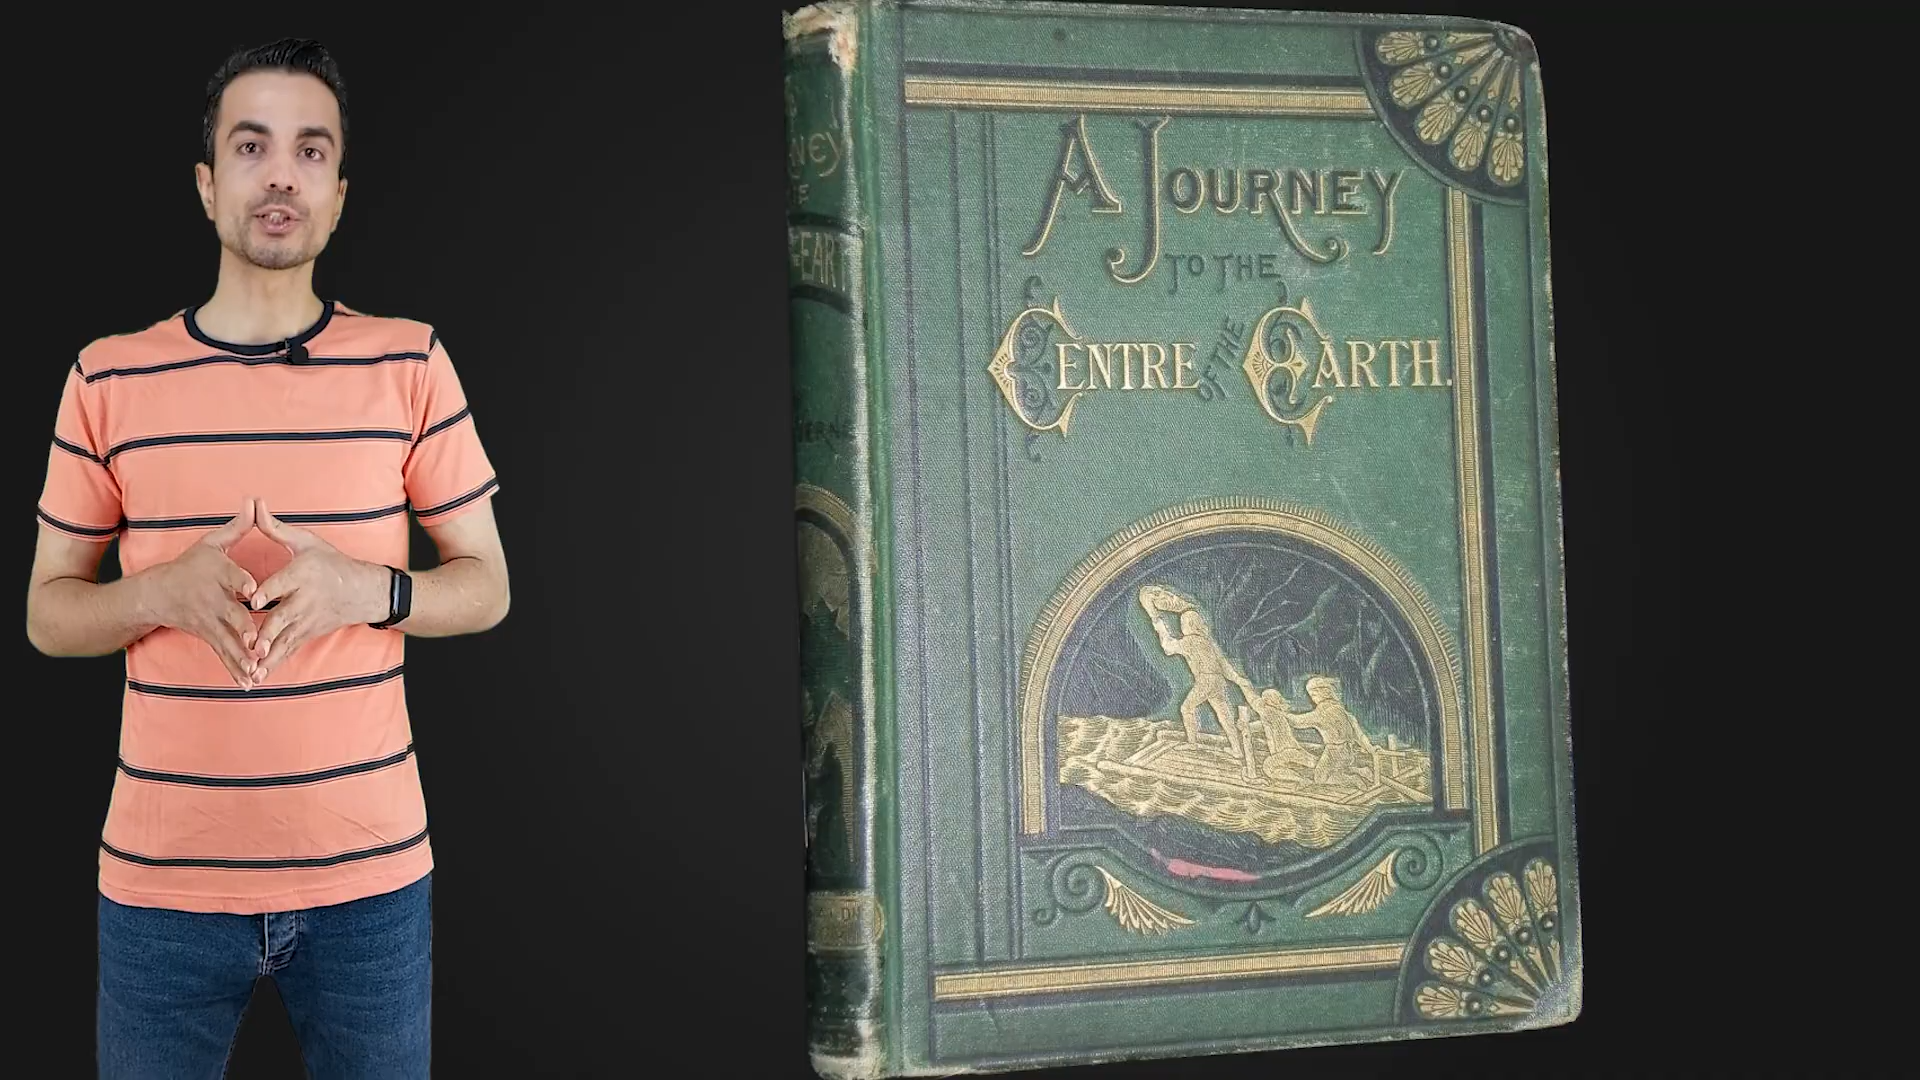 A JOURNEY
TO THE
CENTRE OF THE EARTH.